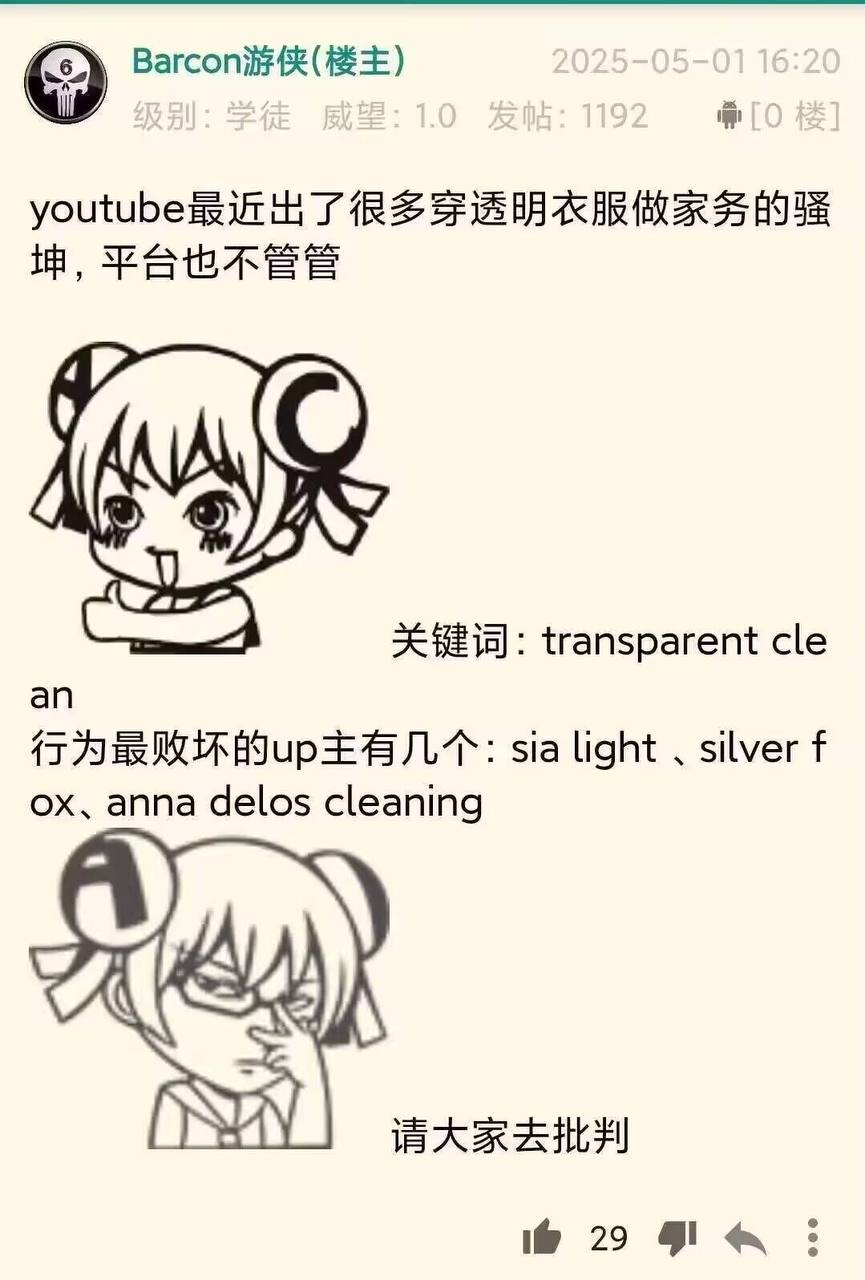 6
Barcon游侠(楼主)
2025-05-01 16:20
级别: 学徒 威望: 1.0 发帖: 1192 [0 楼]
youtube最近出了很多穿透明衣服做家务的骚
坤, 平台也不管管
A C
关键词: transparent cle
an
行为最败坏的up主有几个: sia light 、silver f
ox、anna delos cleaning
A
请大家去批判
29